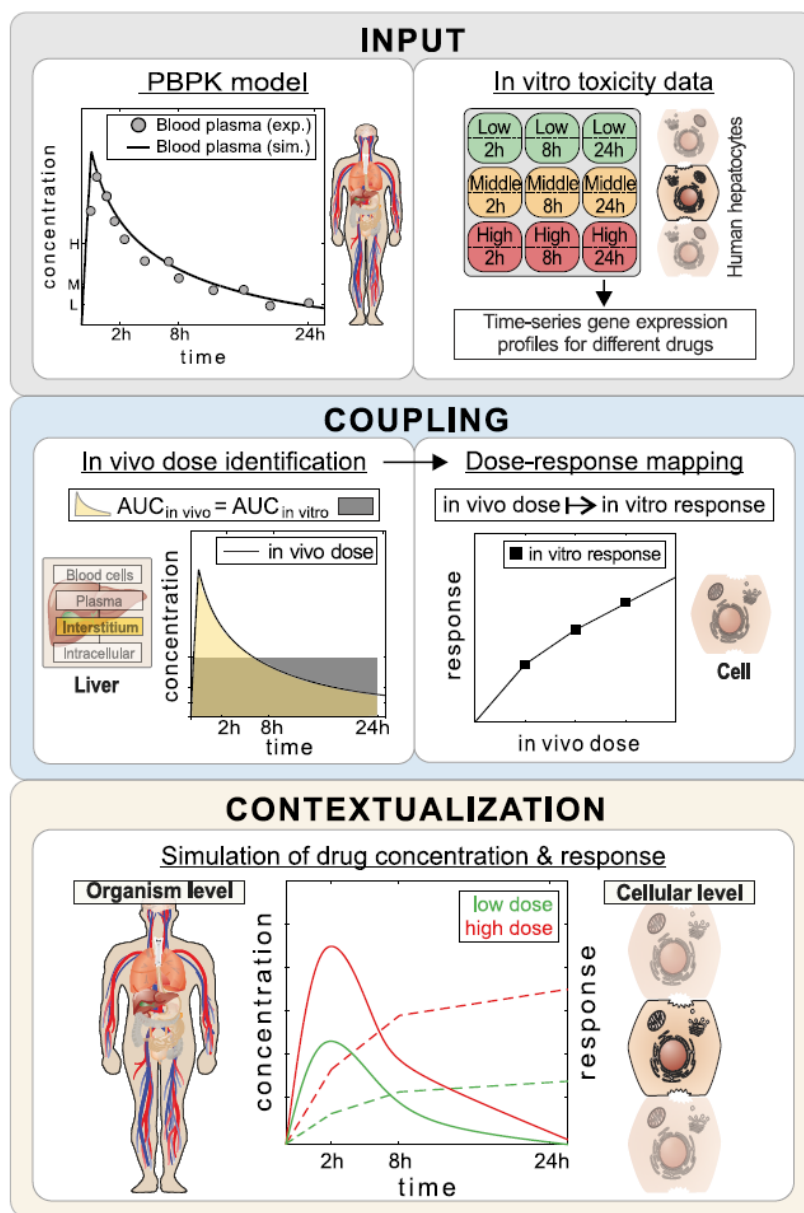 INPUT
PBPK model
Blood plasma (exp.)
Blood plasma (sim.)
concentration
H
M
L
2h
8h
24h
time
In vitro toxicity data
Low
2h
Low
8h
Low
24h
Middle
2h
Middle
8h
Middle
24h
High
2h
High
8h
High
24h
Human hepatocytes
Time-series gene expression
profiles for different drugs
COUPLING
In vivo dose identification
AUC in vivo = AUC in vitro
Blood cells
Plasma
Interstitium
Intracellular
Liver
in vivo dose
concentration
2h
8h
24h
time
Dose-response mapping
in vivo dose ↦ in vitro response
in vitro response
response
in vivo dose
Cell
CONTEXTUALIZATION
Simulation of drug concentration & response
Organism level
low dose
high dose
concentration
response
2h
8h
24h
time
Cellular level